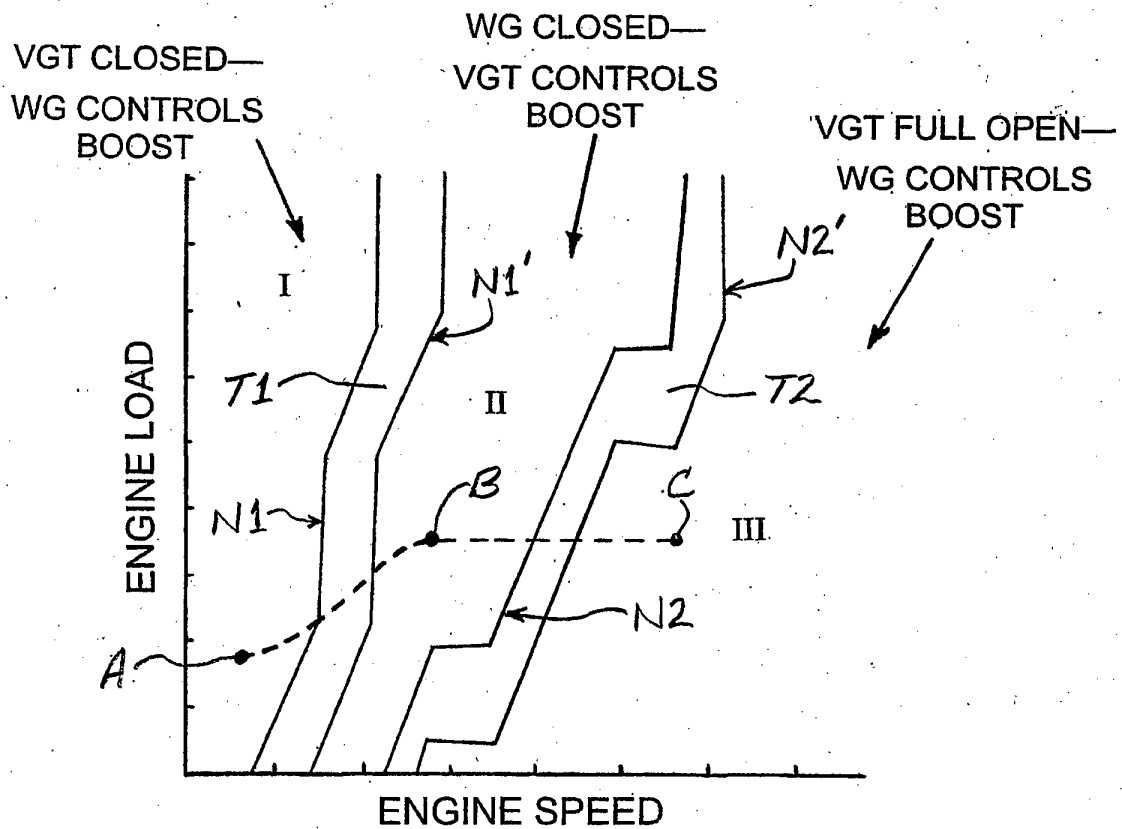 VGT CLOSED—
WG CONTROLS
BOOST
WG CLOSED—
VGT CONTROLS
BOOST
VGT FULL OPEN—
WG CONTROLS
BOOST
I
N1'
N2'
T1
II
T2
N1
B
C
III
N2
A
ENGINE LOAD
ENGINE SPEED